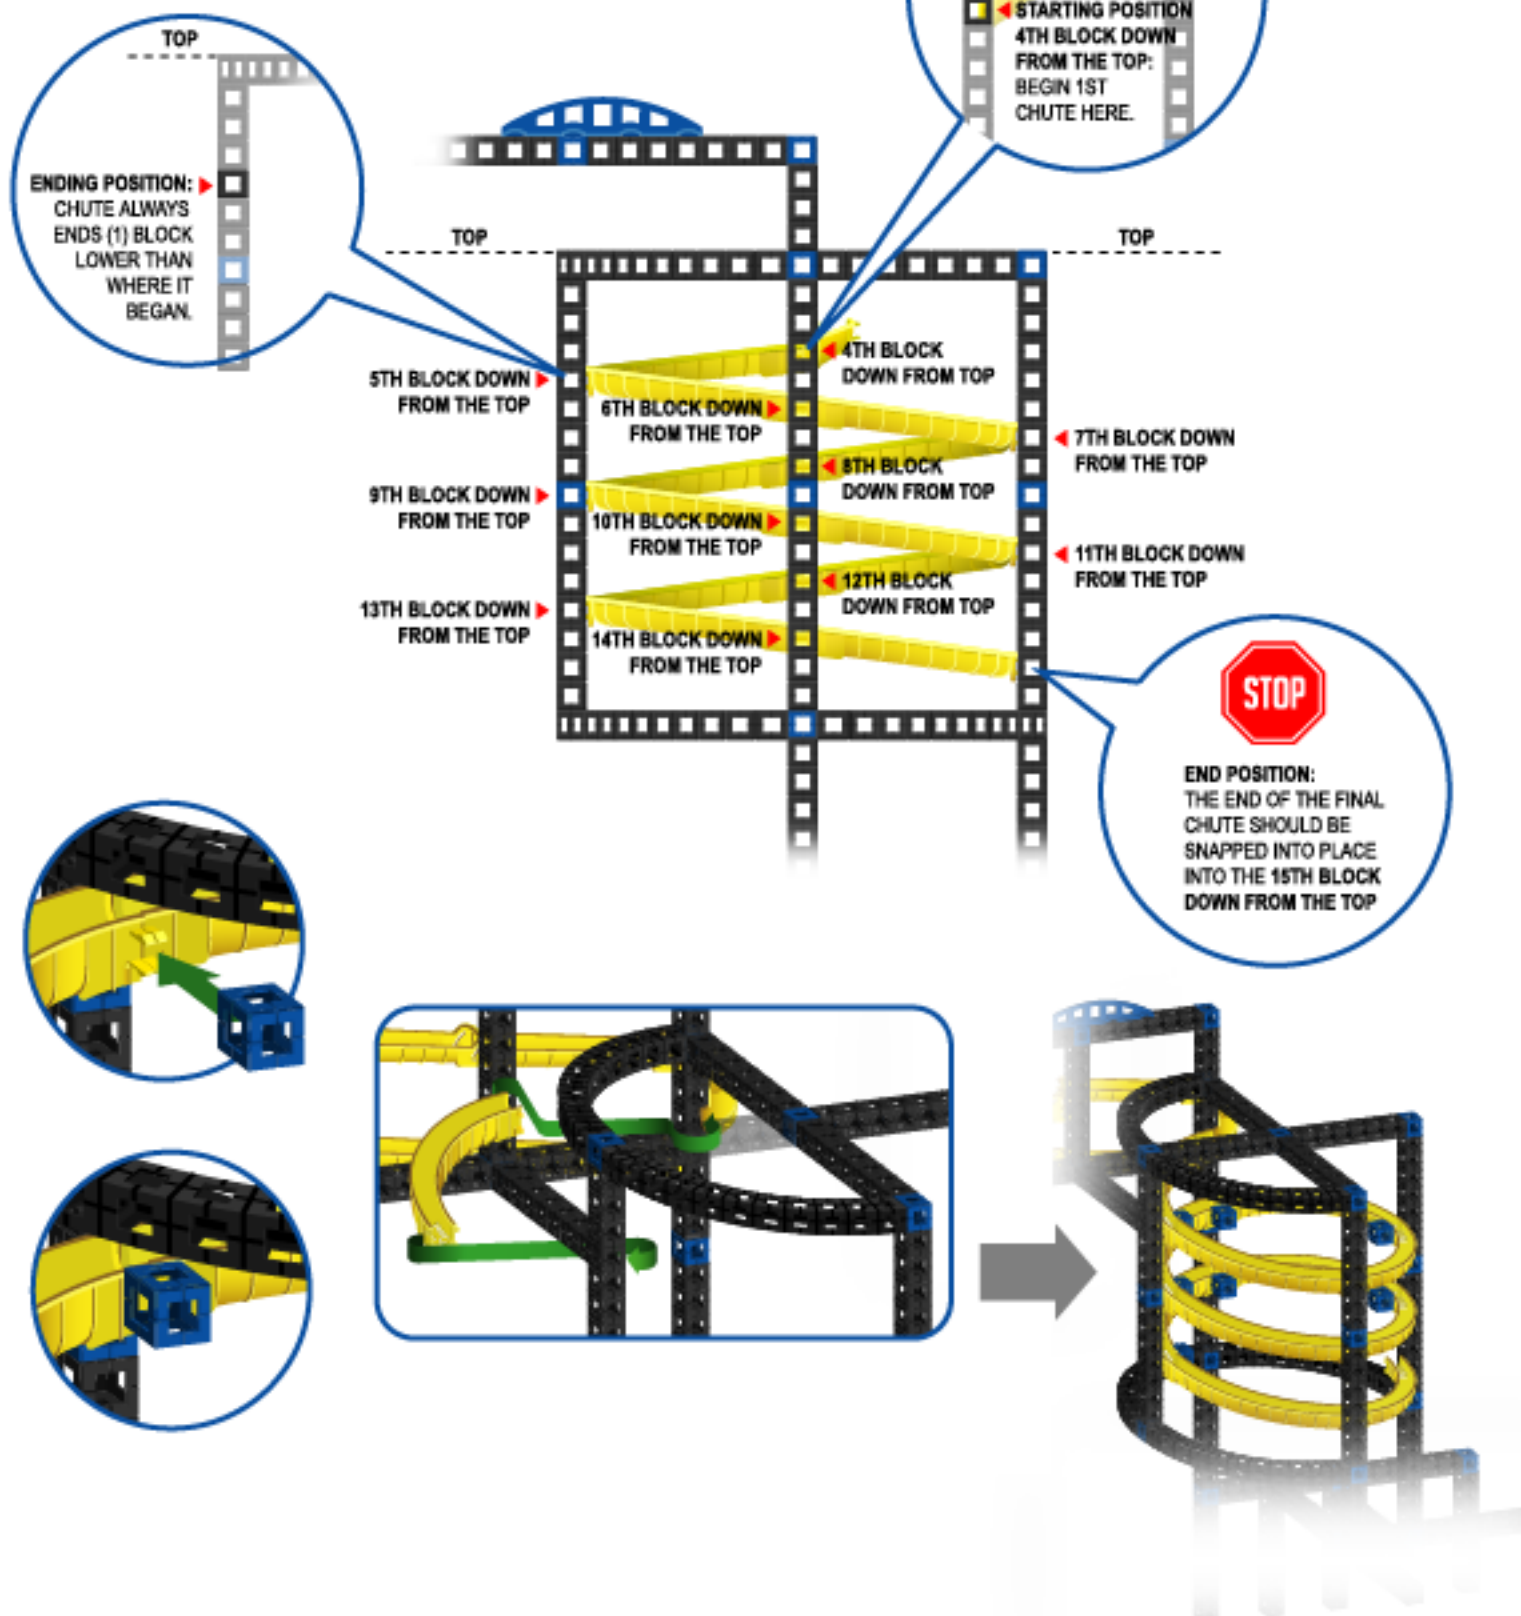 STARTING POSITION
4TH BLOCK DOWN
FROM THE TOP:
BEGIN 1ST
CHUTE HERE.
TOP
ENDING POSITION:
CHUTE ALWAYS
ENDS (1) BLOCK
LOWER THAN
WHERE IT
BEGAN.
TOP
TOP
4TH BLOCK
DOWN FROM TOP
5TH BLOCK DOWN
FROM THE TOP
6TH BLOCK DOWN
FROM THE TOP
7TH BLOCK DOWN
FROM THE TOP
8TH BLOCK
DOWN FROM TOP
9TH BLOCK DOWN
FROM THE TOP
10TH BLOCK DOWN
FROM THE TOP
11TH BLOCK DOWN
FROM THE TOP
12TH BLOCK
DOWN FROM TOP
13TH BLOCK DOWN
FROM THE TOP
14TH BLOCK DOWN
FROM THE TOP
STOP
END POSITION:
THE END OF THE FINAL
CHUTE SHOULD BE
SNAPPED INTO PLACE
INTO THE 15TH BLOCK
DOWN FROM THE TOP